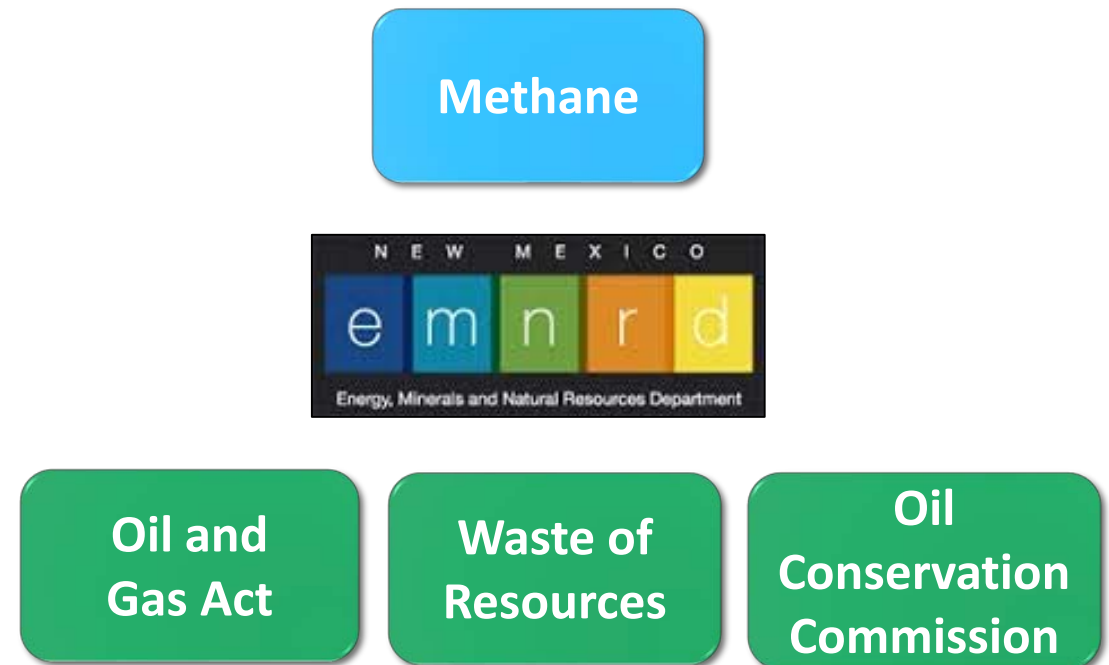 Methane
NEW MEXICO
e m n r d
Energy, Minerals and Natural Resources Department
Oil and
Gas Act
Waste of
Resources
Oil
Conservation
Commission